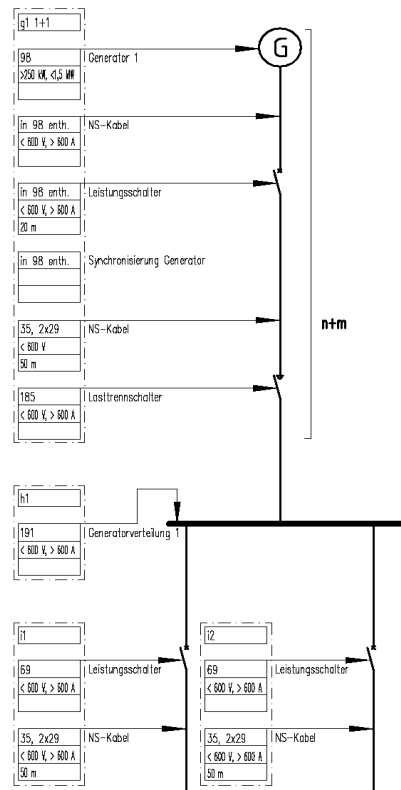 g1 1+1
G
98
Generator 1
>250 kW, <1,5 MW
in 98 enth.
NS-Kabel
< 600 V, > 600 A
in 98 enth.
Leistungsschalter
< 600 V, > 600 A
20 m
in 98 enth.
Synchronisierung Generator
n+m
35, 2x29
NS-Kabel
< 600 V
50 m
185
Lasttrennschalter
< 600 V, > 600 A
h1
191
Generatorverteilung 1
< 600 V, > 600 A
i1
i2
69
Leistungsschalter
69
Leistungsschalter
< 600 V, > 600 A
< 600 V, > 600 A
35, 2x29
NS-Kabel
35, 2x29
NS-Kabel
< 600 V, > 600 A
< 600 V, > 600 A
50 m
50 m